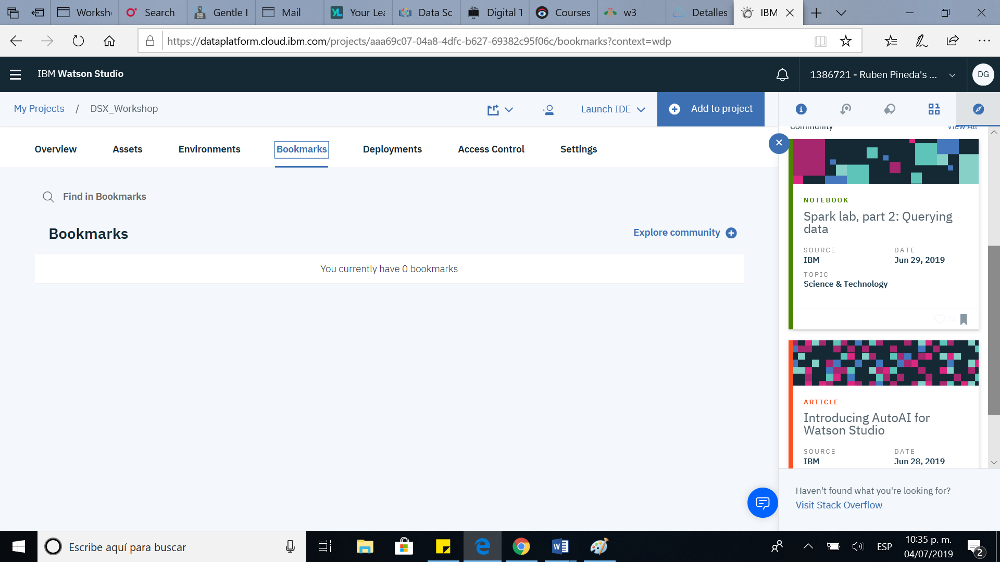 Worksh
Search
Gentle I
Mail
Your Lea
Data Sc
Digital T
Courses
w3
Detalles
IBM
https://dataplatform.cloud.ibm.com/projects/aaa69c07-04a8-4dfc-b627-69382c95f06c/bookmarks?context=wdp
IBM Watson Studio
1386721 - Ruben Pineda's ...
DG
My Projects / DSX_Workshop
Launch IDE
Add to project
Community
View All
Overview
Assets
Environments
Bookmarks
Deployments
Access Control
Settings
Find in Bookmarks
Bookmarks
Explore community
You currently have 0 bookmarks
NOTEBOOK
Spark lab, part 2: Querying
data
SOURCE DATE
IBM Jun 29, 2019
TOPIC
Science & Technology
ARTICLE
Introducing AutoAI for
Watson Studio
SOURCE DATE
IBM Jun 28, 2019
Haven't found what you're looking for?
Visit Stack Overflow
Escribe aquí para buscar
ESP
10:35 p. m.
04/07/2019
2